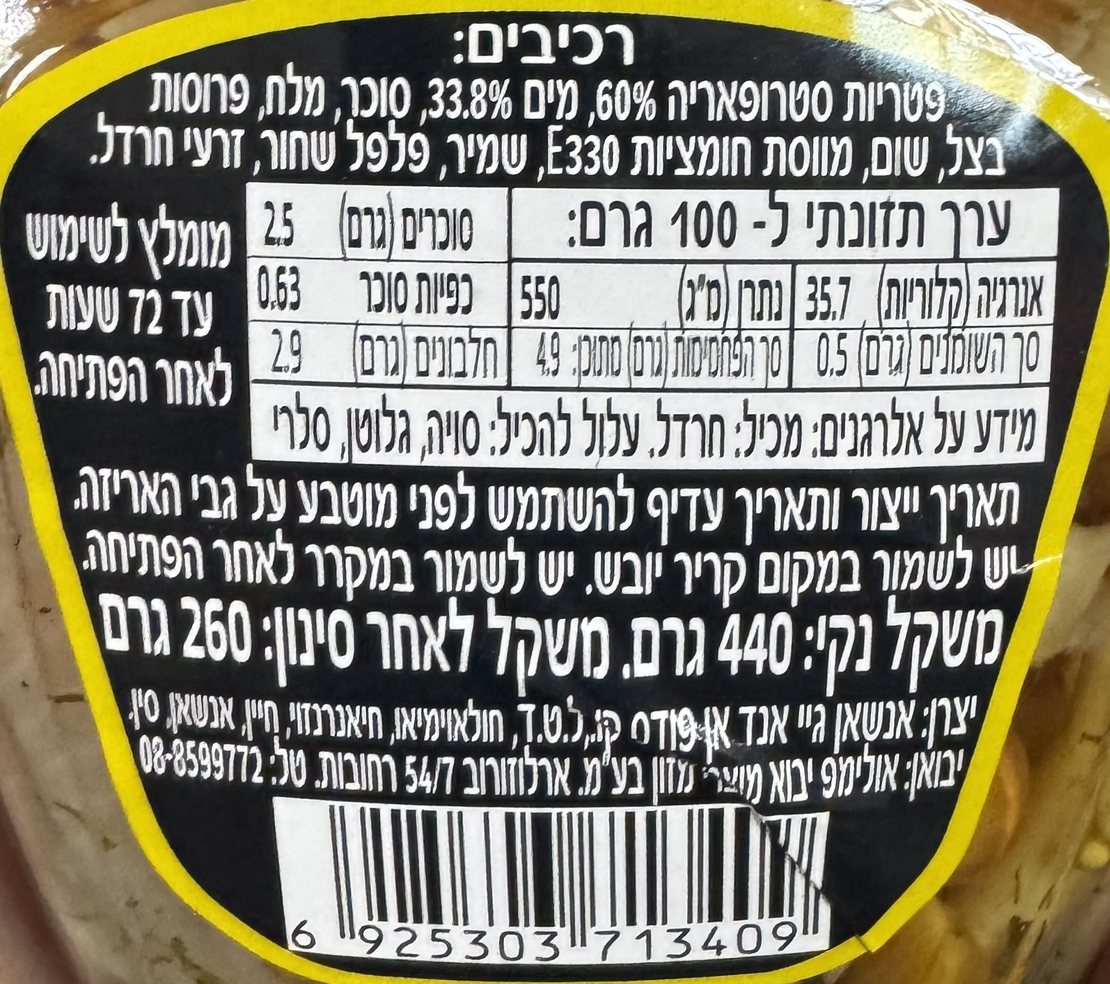 רכיבים:
פטריות סטרופאריה 60%, מים 33.8%, סוכר, מלח, פרוסות
בצל, שום, מווסת חומציות E330, שמיר, פלפל שחור, זרעי חרדל.
ערך תזונתי ל- 100 גרם:
סוכרים (גרם) 2.5
אנרגיה (קלוריות) 35.7
נתרן (מ"ג) 550
כפיות סוכר 0.63
סך השומנים (גרם) 0.5
סך הפחמימות (גרם) מתוכן: 4.9
חלבונים (גרם) 2.9
מידע על אלרגנים: מכיל: חרדל. עלול להכיל: סויה, גלוטן, סלרי
מומלץ לשימוש
עד 72 שעות
לאחר הפתיחה.
תאריך ייצור ותאריך עדיף להשתמש לפני מוטבע על גבי האריזה.
יש לשמור במקום קריר יובש. יש לשמור במקרר לאחר הפתיחה.
משקל נקי: 440 גרם. משקל לאחר סינון: 260 גרם
יצרן: אנשאן גיי אנד אן פודס קו,.ל.ט.ד, חולאוימיאו, חיאנרנזוי, חיין, אנשאן, סין.
יבואן: אולימפ יבוא מוצרי מזון בע"מ. ארלוזורוב 54/7 רחובות. טל: 08-8599772
6 925303 713409